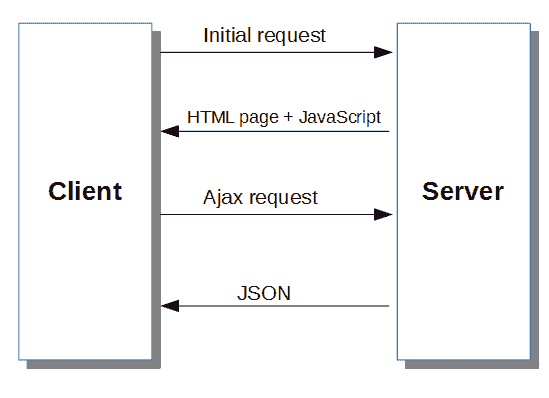 Initial request
HTML page + JavaScript
Client
Server
Ajax request
JSON